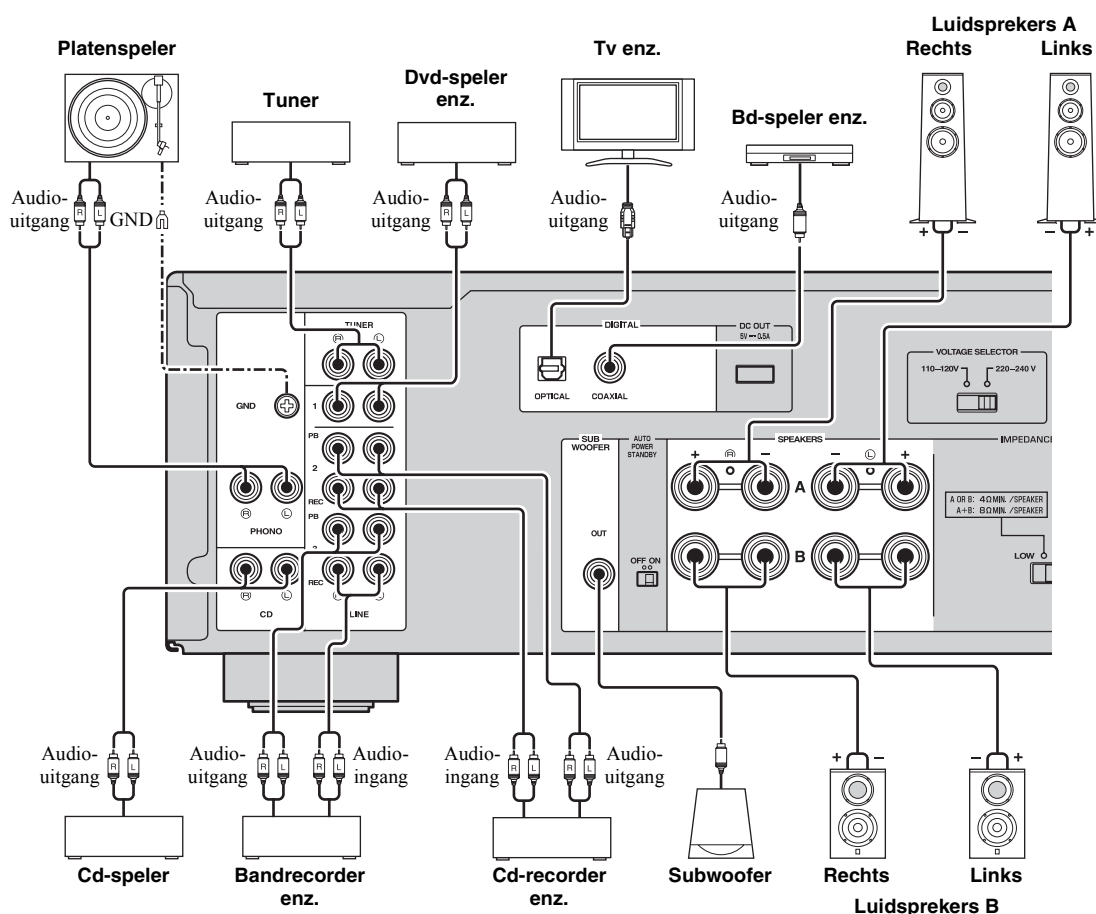 Luidsprekers A
Platenspeler
Tv enz.
Rechts
Links
Dvd-speler
enz.
Tuner
Bd-speler enz.
Audio-
uitgang
R
L
GND
Audio-
uitgang
R
L
Audio-
uitgang
R
L
Audio-
uitgang
Audio-
uitgang
+
–
–
+
TUNER
R
L
DIGITAL
DC OUT
5V 0.5A
VOLTAGE SELECTOR
110–120V
220–240 V
GND
1
OPTICAL
COAXIAL
PB
2
REC
SUB
WOOFER
AUTO
POWER
STANDBY
SPEAKERS
IMPEDANCE
+
R
–
–
L
+
A
A OR B: 4ΩMIN. /SPEAKER
A+B: 8ΩMIN. /SPEAKER
R
L
PHONO
PB
OUT
OFF ON
B
LOW
REC
R
L
CD
LINE
Audio-
uitgang
R
L
Audio-
uitgang
R
L
R
L
Audio-
ingang
Audio-
ingang
R
L
R
L
Audio-
uitgang
+
–
–
+
Cd-speler
Bandrecorder
enz.
Cd-recorder
enz.
Subwoofer
Rechts
Links
Luidsprekers B